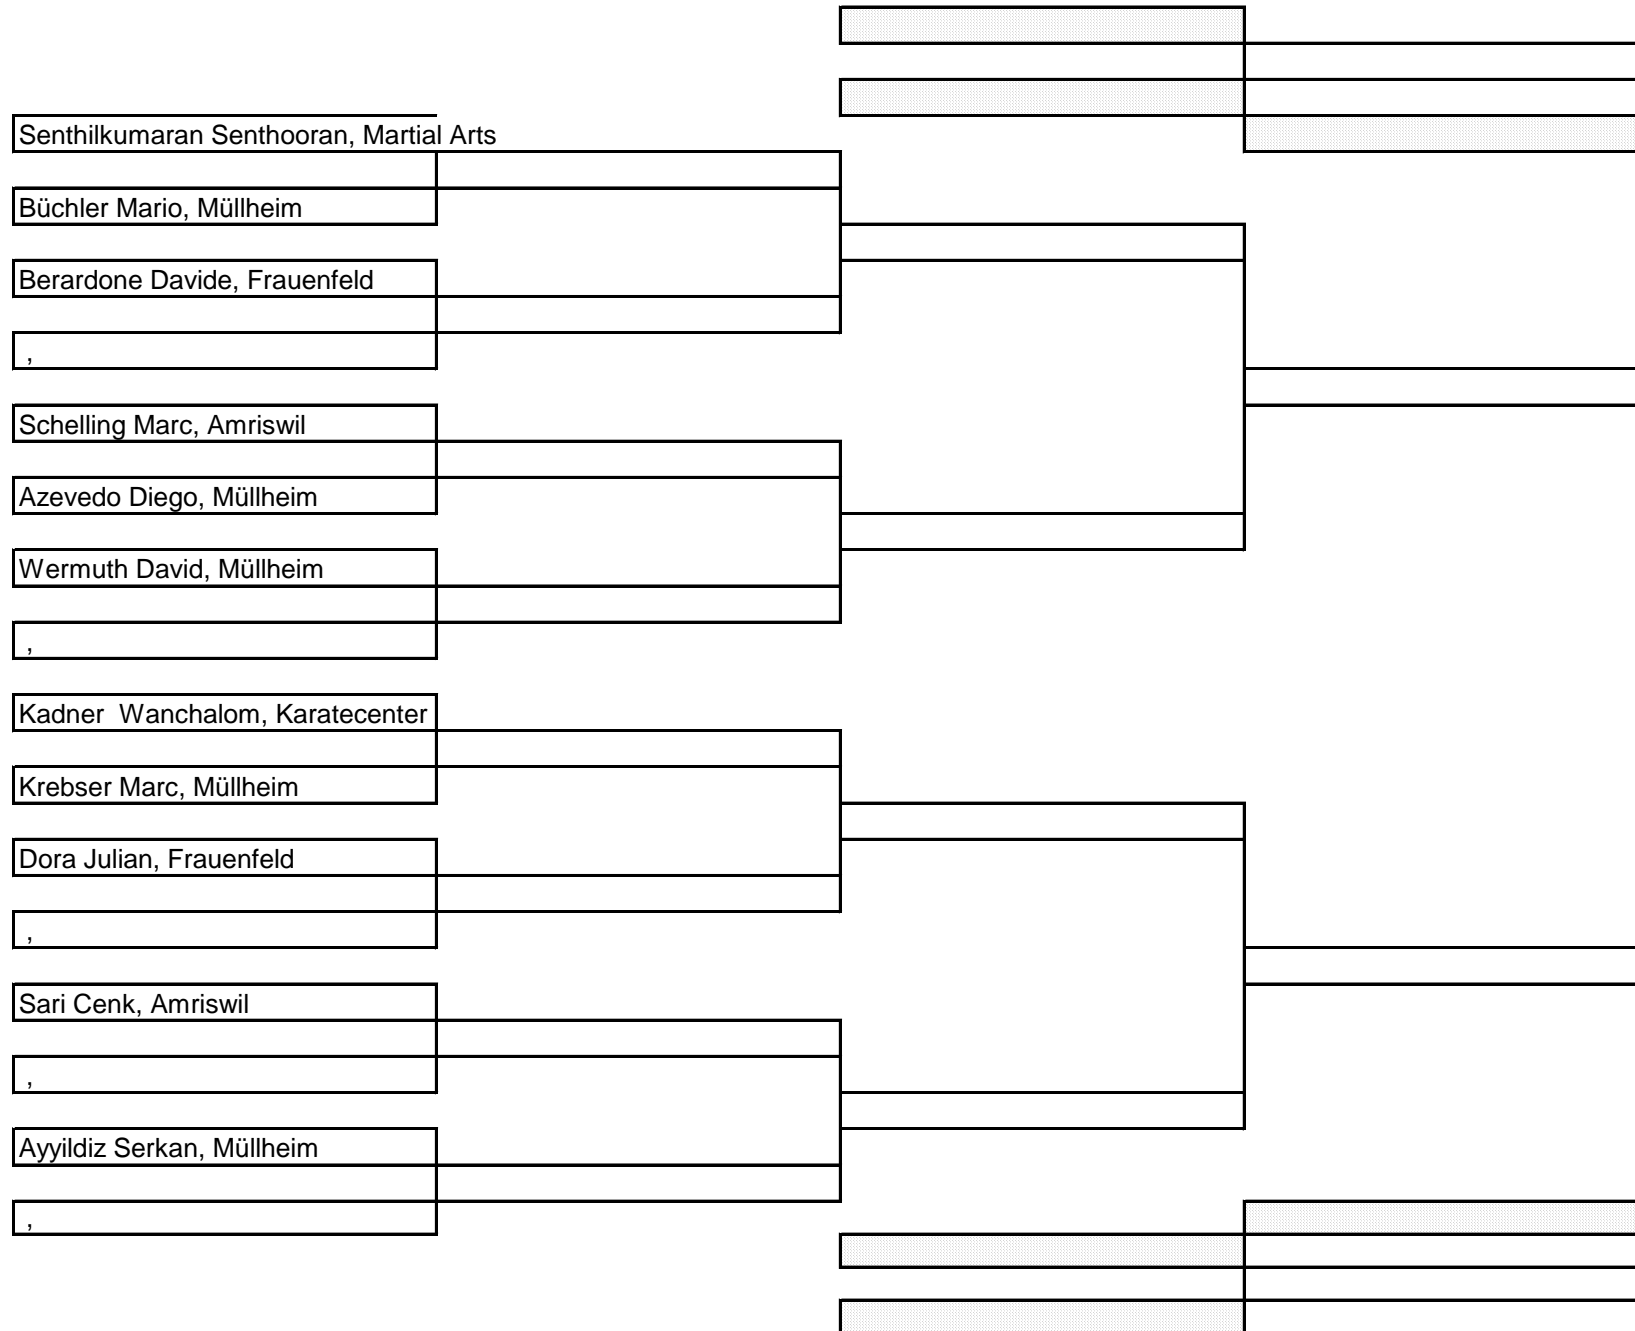 Senthilkumaran Senthooran, Martial Arts
Büchler Mario, Müllheim
Berardone Davide, Frauenfeld
,
Schelling Marc, Amriswil
Azevedo Diego, Müllheim
Wermuth David, Müllheim
,
Kadner  Wanchalom, Karatecenter
Krebser Marc, Müllheim
Dora Julian, Frauenfeld
,
Sari Cenk, Amriswil
,
Ayyildiz Serkan, Müllheim
,